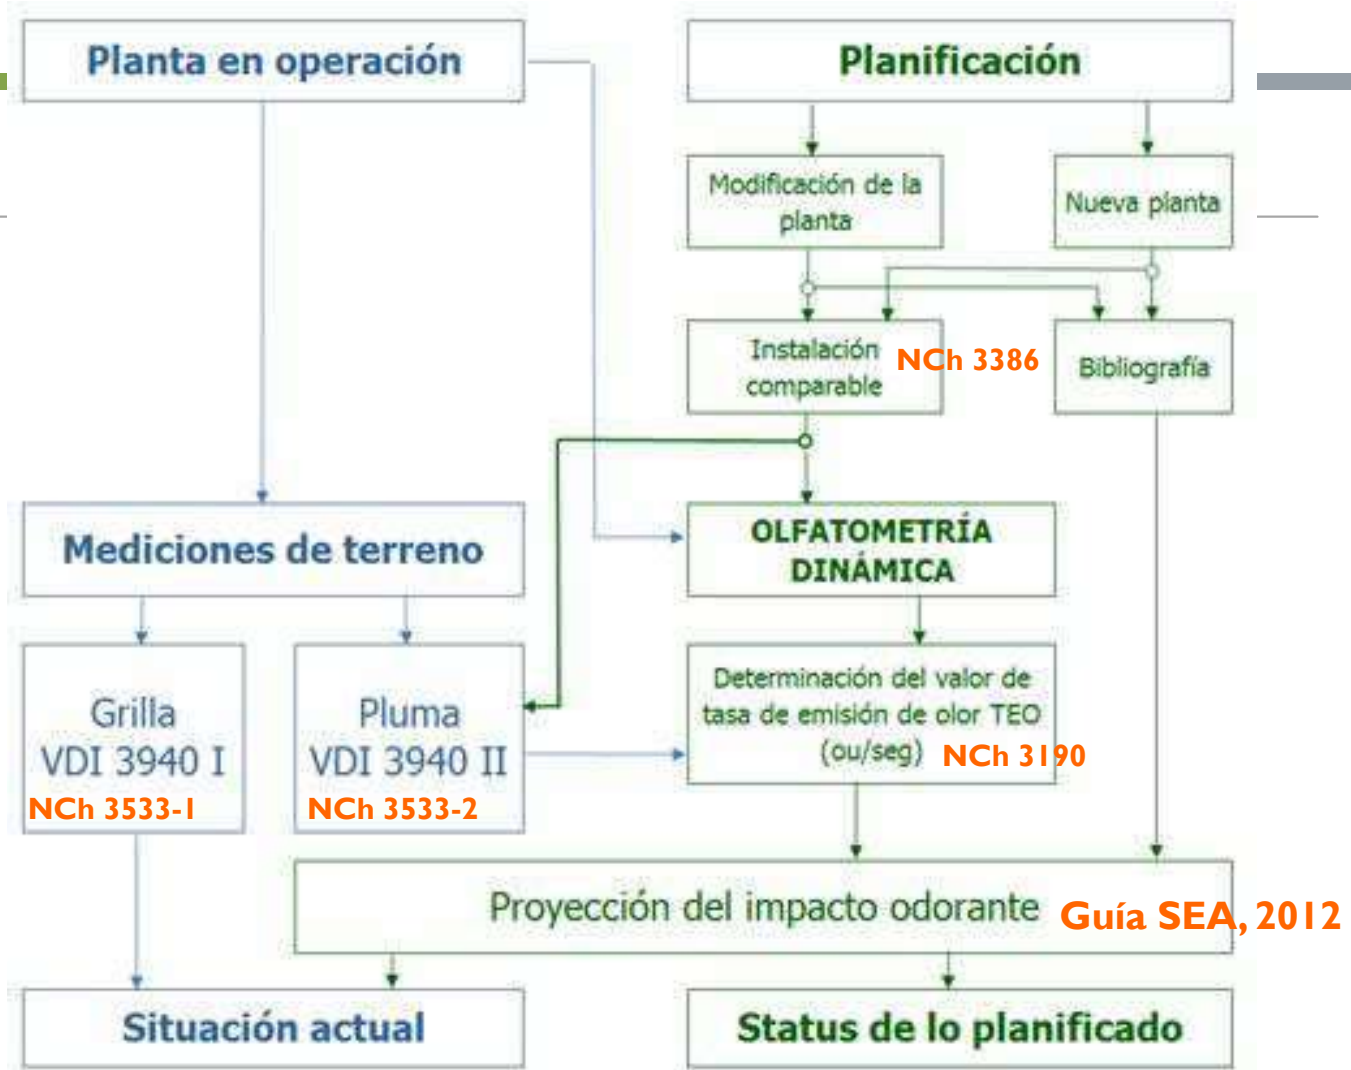 Planta en operación
Planificación
Modificación de la
planta
Nueva planta
Instalación
comparable
NCh 3386
Bibliografía
Mediciones de terreno
OLFATOMETRÍA
DINÁMICA
Grilla
VDI 3940 I
NCh 3533-1
Pluma
VDI 3940 II
NCh 3533-2
Determinación del valor de
tasa de emisión de olor TEO
(ou/seg)
NCh 3190
Proyección del impacto odorante
Guía SEA, 2012
Situación actual
Status de lo planificado